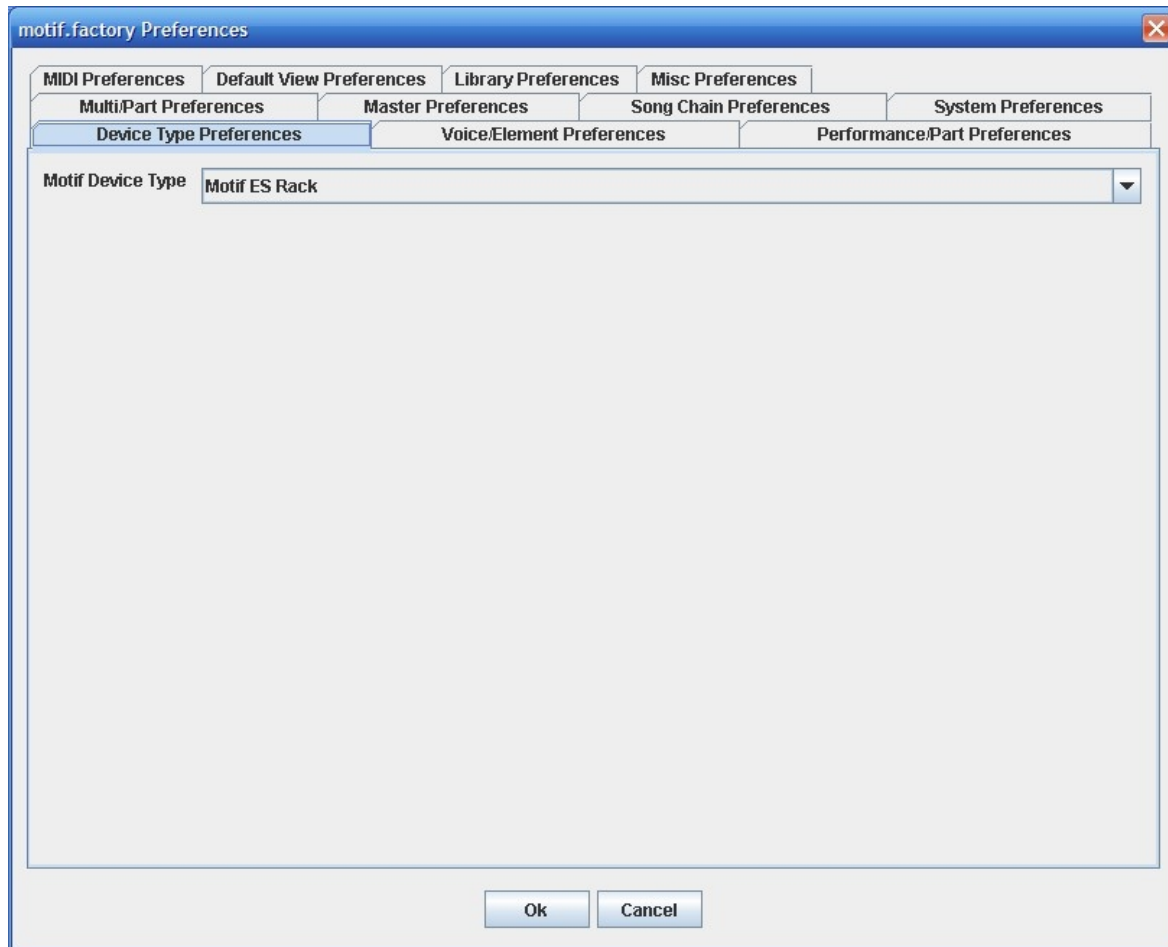 motif.factory Preferences
MIDI Preferences Default View Preferences Library Preferences Misc Preferences
Multi/Part Preferences Master Preferences Song Chain Preferences System Preferences
Device Type Preferences Voice/Element Preferences Performance/Part Preferences
Motif Device Type Motif ES Rack
Ok Cancel